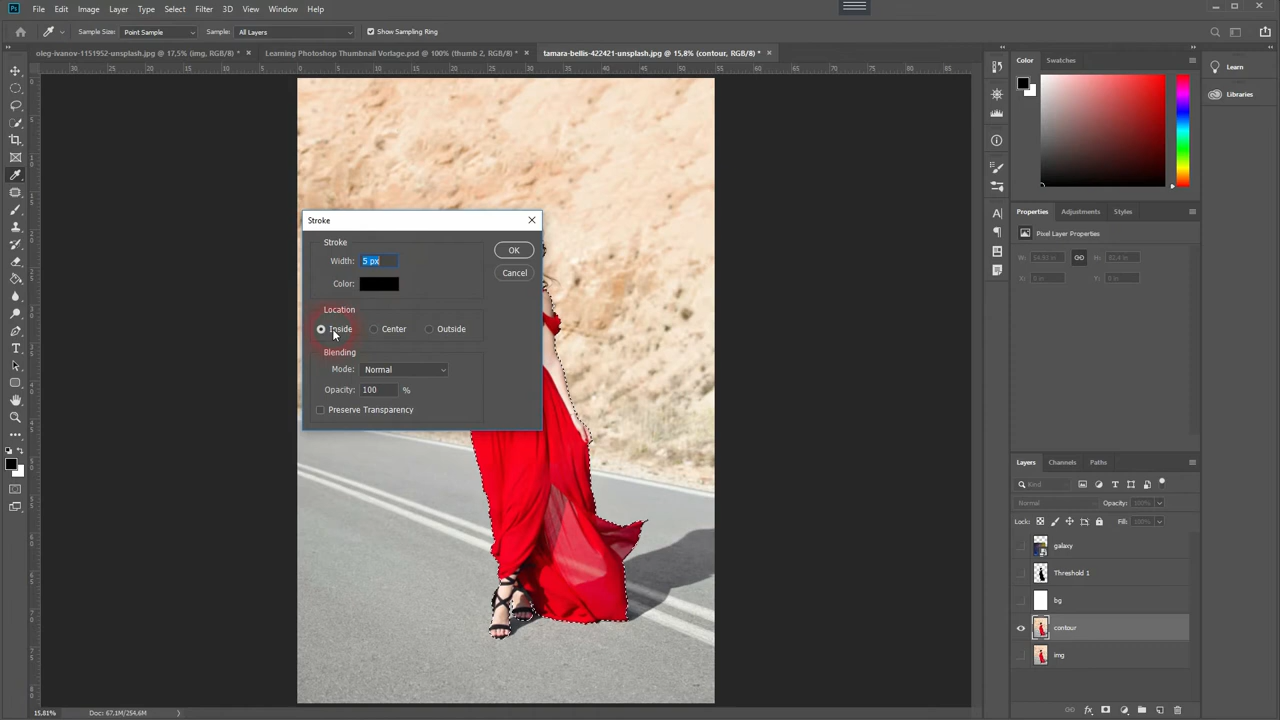 Ps File Edit Image Layer Type Select Filter 3D View Window Help
Sample Size: Point Sample Sample: All Layers Show Sampling Ring
oleg-ivanov-1151952-unsplash.jpg @ 17,5% (img, RGB/8) * × Learning Photoshop Thumbnail Vorlage.psd @ 100% (thumb 2, RGB/8) * × tamara-bellis-422421-unsplash.jpg @ 15,8% (contour, RGB/8) * ×
Color Swatches
Learn
Libraries
Stroke
Stroke
Width: 5 px
Color:
OK
Cancel
Location
Inside Center Outside
Blending
Mode: Normal
Opacity: 100 %
Preserve Transparency
Properties Adjustments Styles
Pixel Layer Properties
W: H:
X: Y:
Layers Channels Paths
Kind
Normal Opacity: 100%
Lock: Fill: 100%
galaxy
Threshold 1
bg
contour
img
15,81% Doc: 67,1M/254,6M